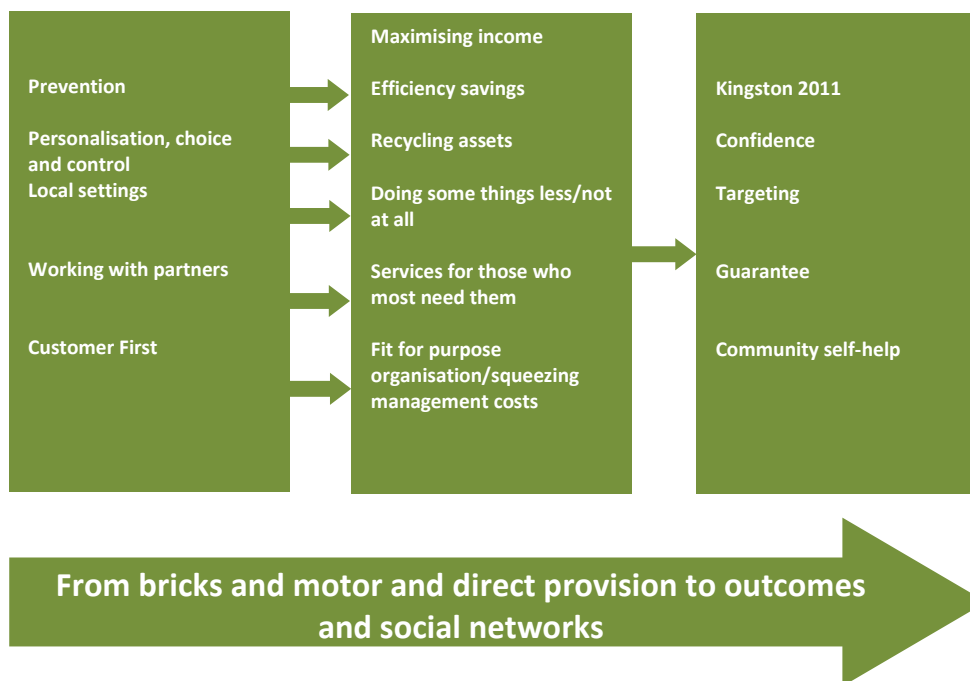 Prevention
Personalisation, choice
and control
Local settings
Working with partners
Customer First
Maximising income
Efficiency savings
Recycling assets
Doing some things less/not
at all
Services for those who
most need them
Fit for purpose
organisation/squeezing
management costs
Kingston 2011
Confidence
Targeting
Guarantee
Community self-help
From bricks and motor and direct provision to outcomes
and social networks